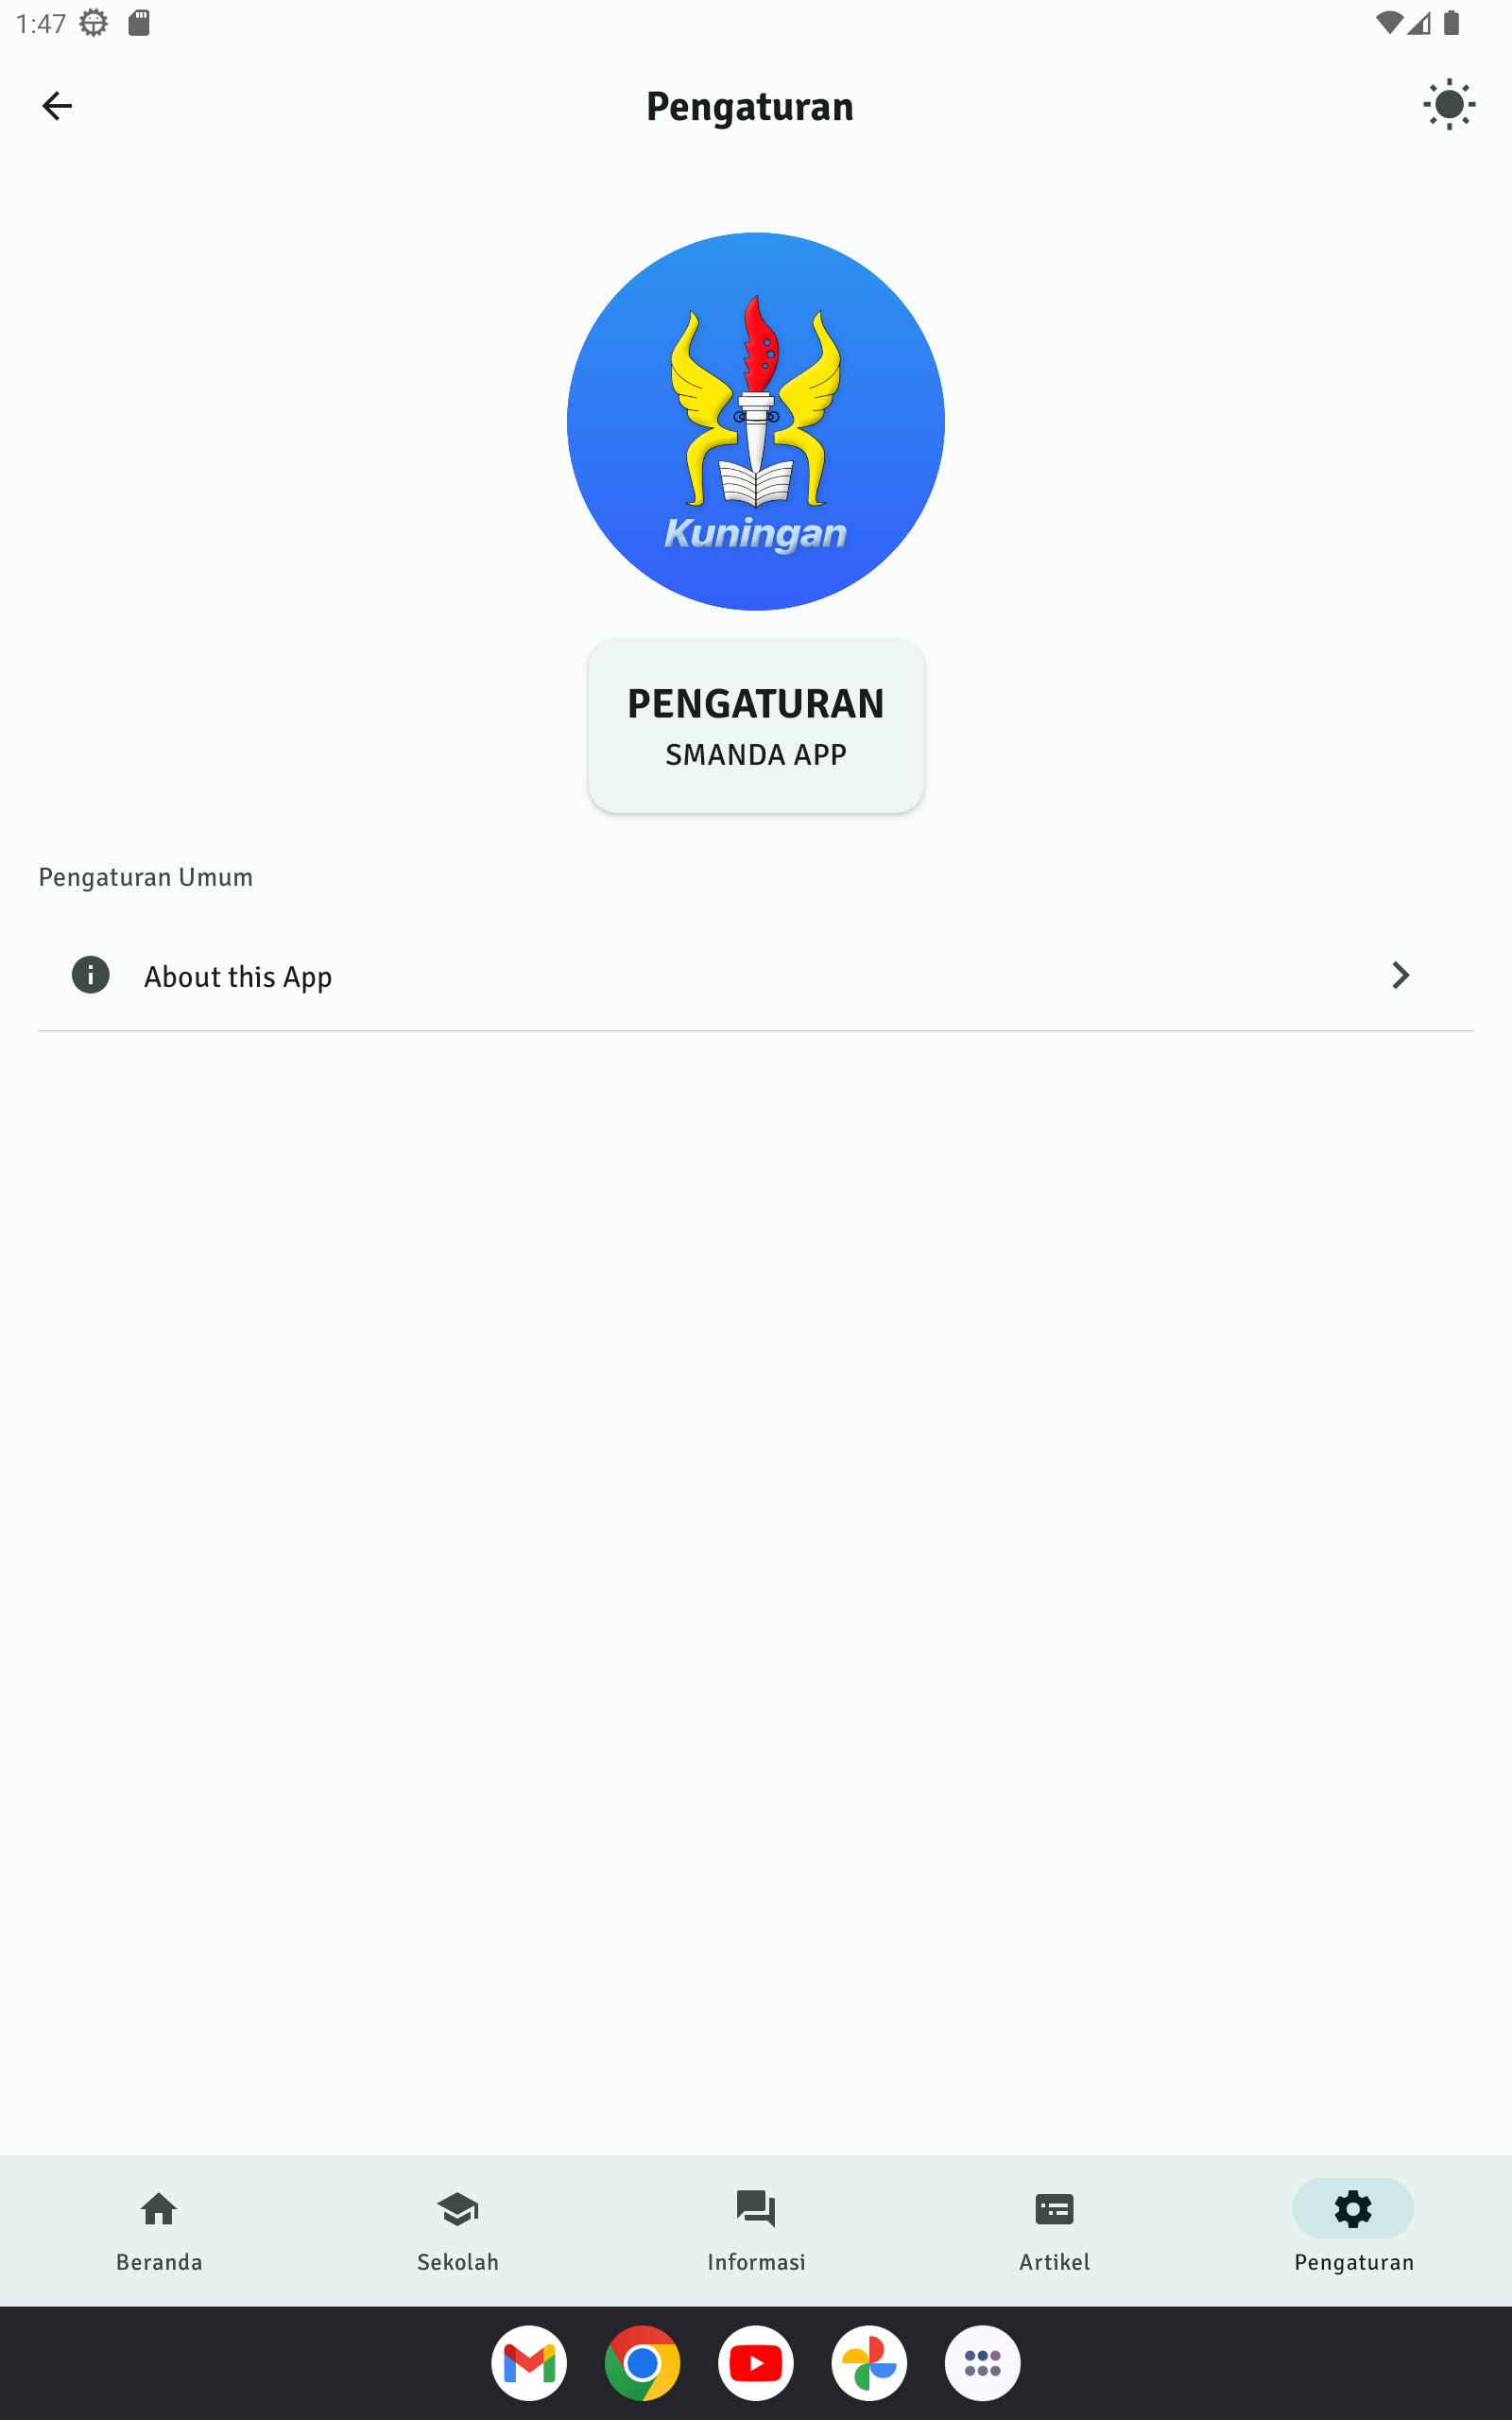 1:47
Pengaturan
Kuningan
PENGATURAN
SMANDA APP
Pengaturan Umum
About this App
Beranda
Sekolah
Informasi
Artikel
Pengaturan